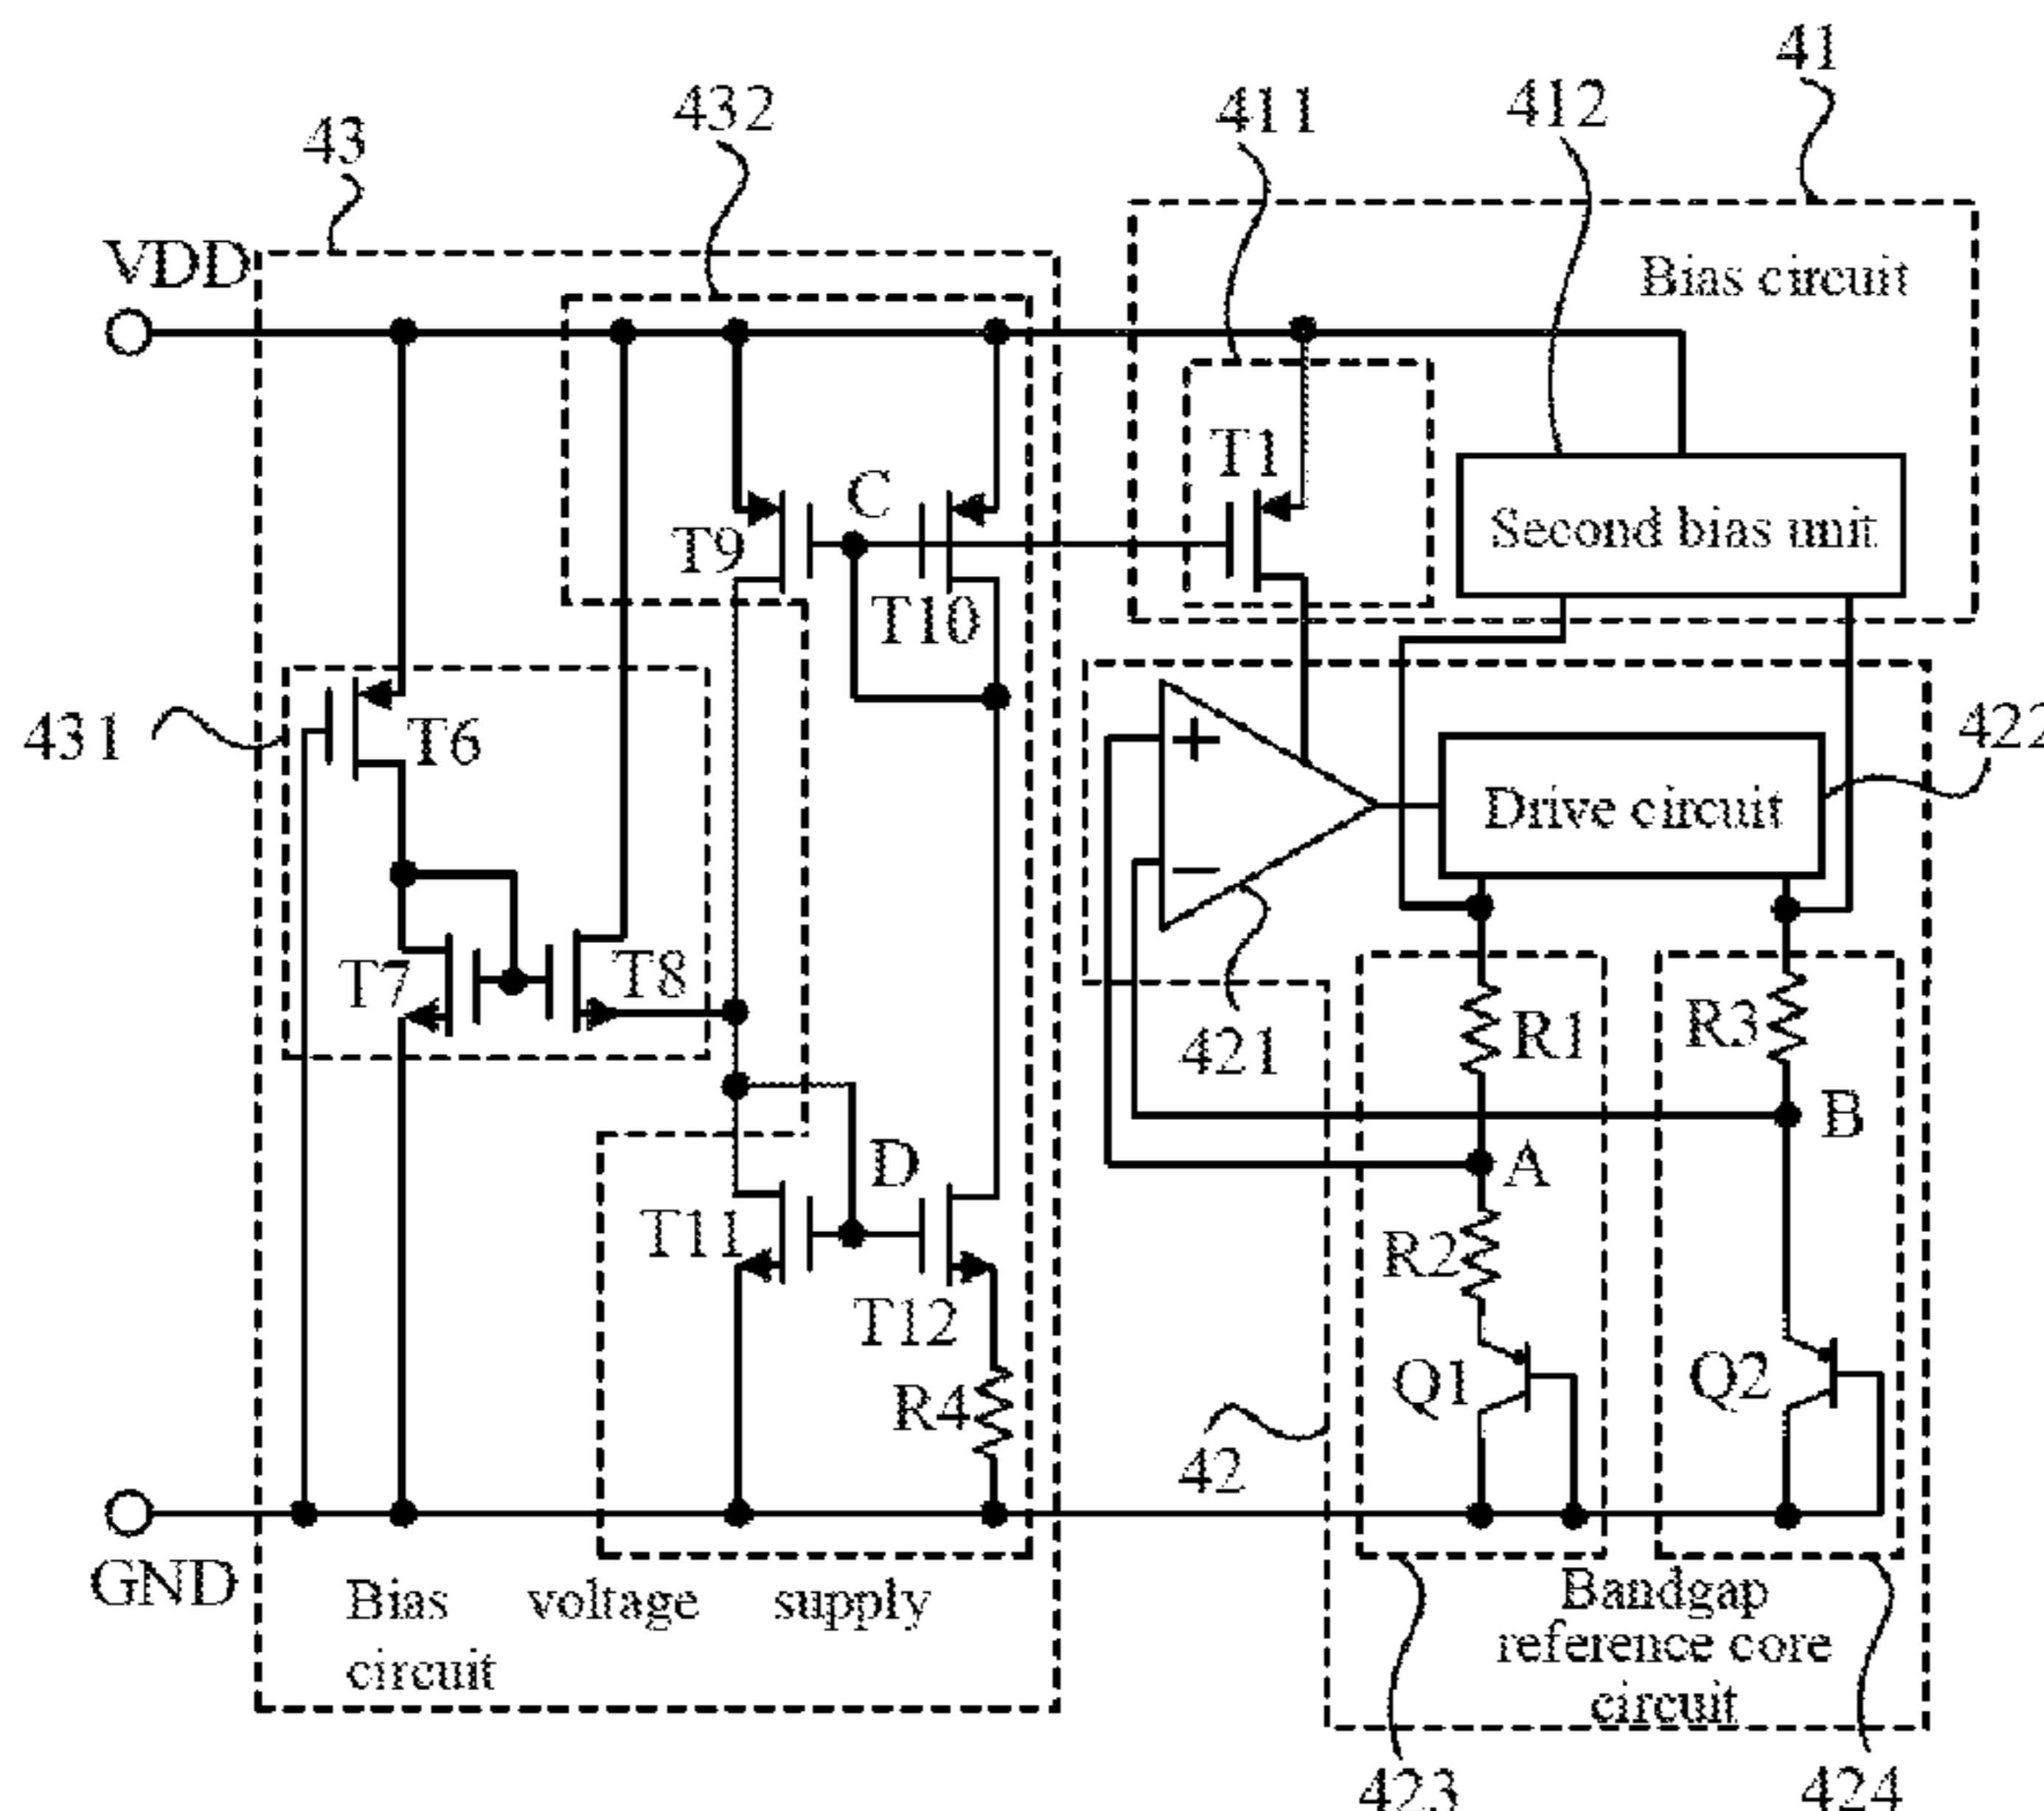 41
432
411
412
43
VDD
Bias circuit
T1
C
Second bias unit
T9
T10
431
T6
422
+
Drive circuit
−
T7
T8
R1
R3
421
B
D
A
T11
R2
T12
Q1
Q2
R4
42
GND
Bias voltage supply
circuit
Bandgap
reference core
circuit
423
424